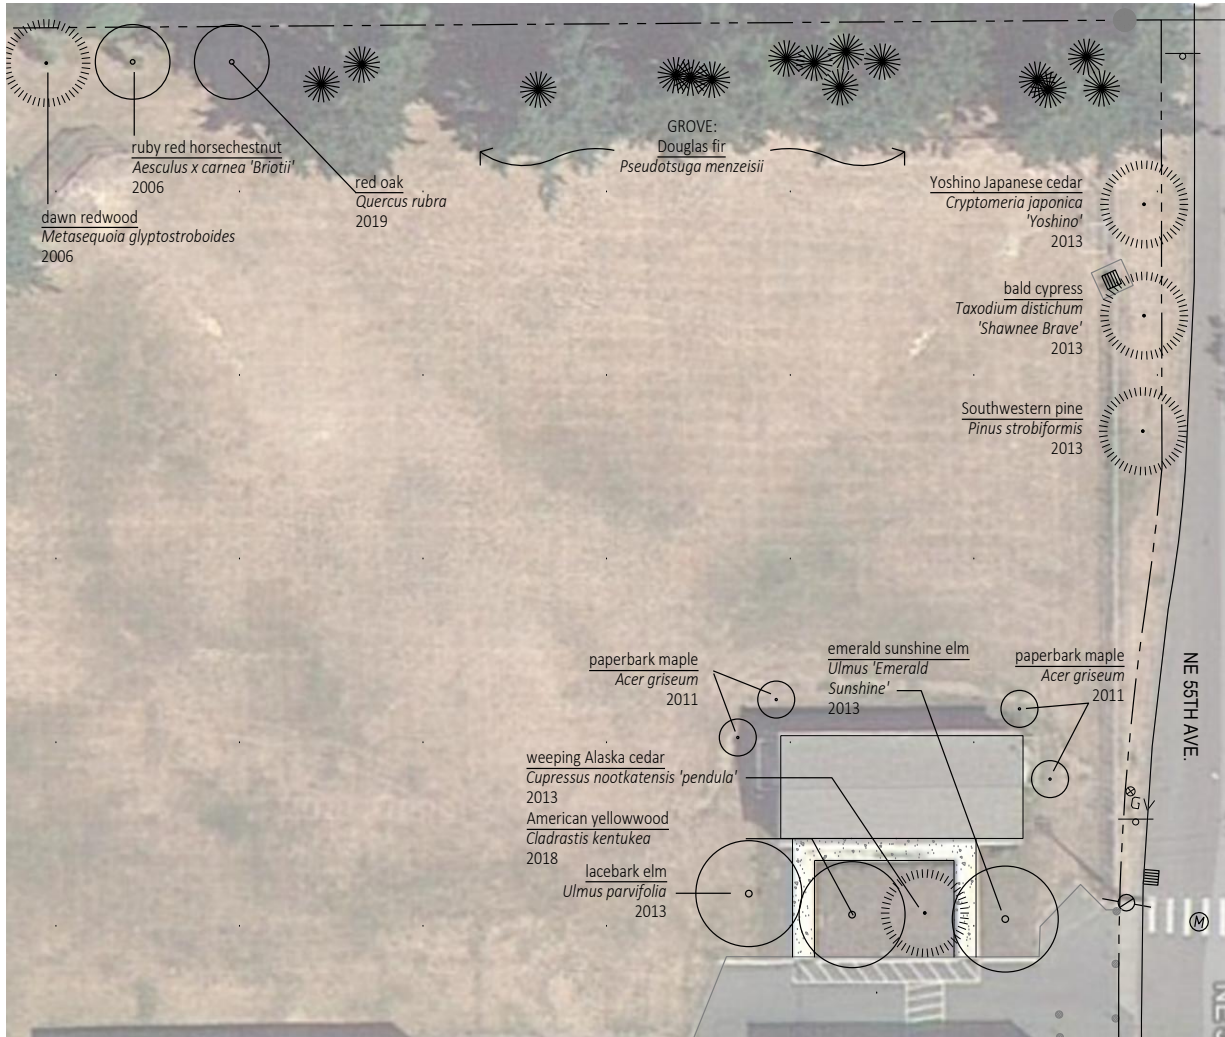 ruby red horsechestnut
Aesculus x carnea 'Briotii'
2006
dawn redwood
Metasequoia glyptostroboides
2006
red oak
Quercus rubra
2019
GROVE:
Douglas fir
Pseudotsuga menzeisii
Yoshino Japanese cedar
Cryptomeria japonica
'Yoshino'
2013
bald cypress
Taxodium distichum
'Shawnee Brave'
2013
Southwestern pine
Pinus strobiformis
2013
paperbark maple
Acer griseum
2011
emerald sunshine elm
Ulmus 'Emerald
Sunshine'
2013
paperbark maple
Acer griseum
2011
NE 55TH AVE.
weeping Alaska cedar
Cupressus nootkatensis 'pendula'
2013
American yellowwood
Cladrastis kentukea
2018
lacebark elm
Ulmus parvifolia
2013
G
M